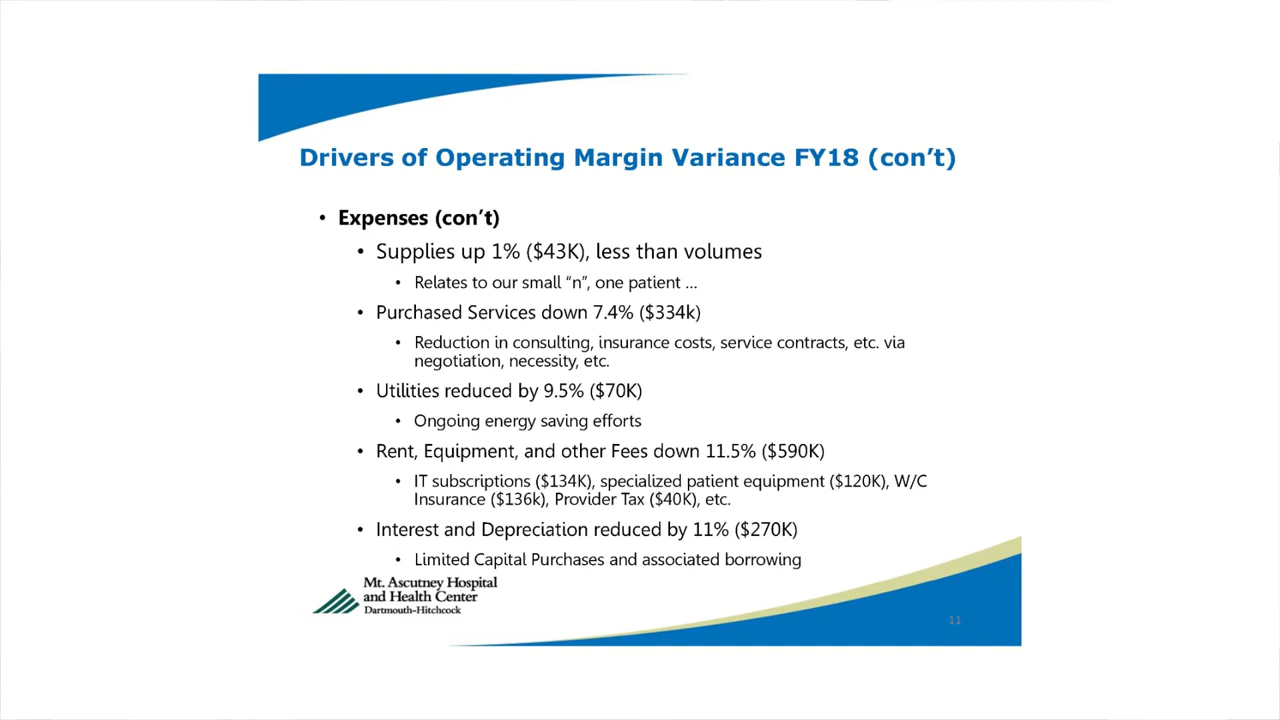 Drivers of Operating Margin Variance FY18 (con’t)
• Expenses (con’t)
• Supplies up 1% ($43K), less than volumes
• Relates to our small “n”, one patient …
• Purchased Services down 7.4% ($334k)
• Reduction in consulting, insurance costs, service contracts, etc. via
negotiation, necessity, etc.
• Utilities reduced by 9.5% ($70K)
• Ongoing energy saving efforts
• Rent, Equipment, and other Fees down 11.5% ($590K)
• IT subscriptions ($134K), specialized patient equipment ($120K), W/C
Insurance ($136k), Provider Tax ($40K), etc.
• Interest and Depreciation reduced by 11% ($270K)
• Limited Capital Purchases and associated borrowing
Mt. Ascutney Hospital
and Health Center
Dartmouth-Hitchcock
11